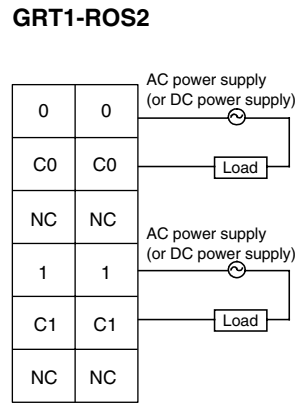 GRT1-ROS2
AC power supply
(or DC power supply)
0 0
C0 C0
Load
NC NC
AC power supply
(or DC power supply)
1 1
C1 C1
Load
NC NC